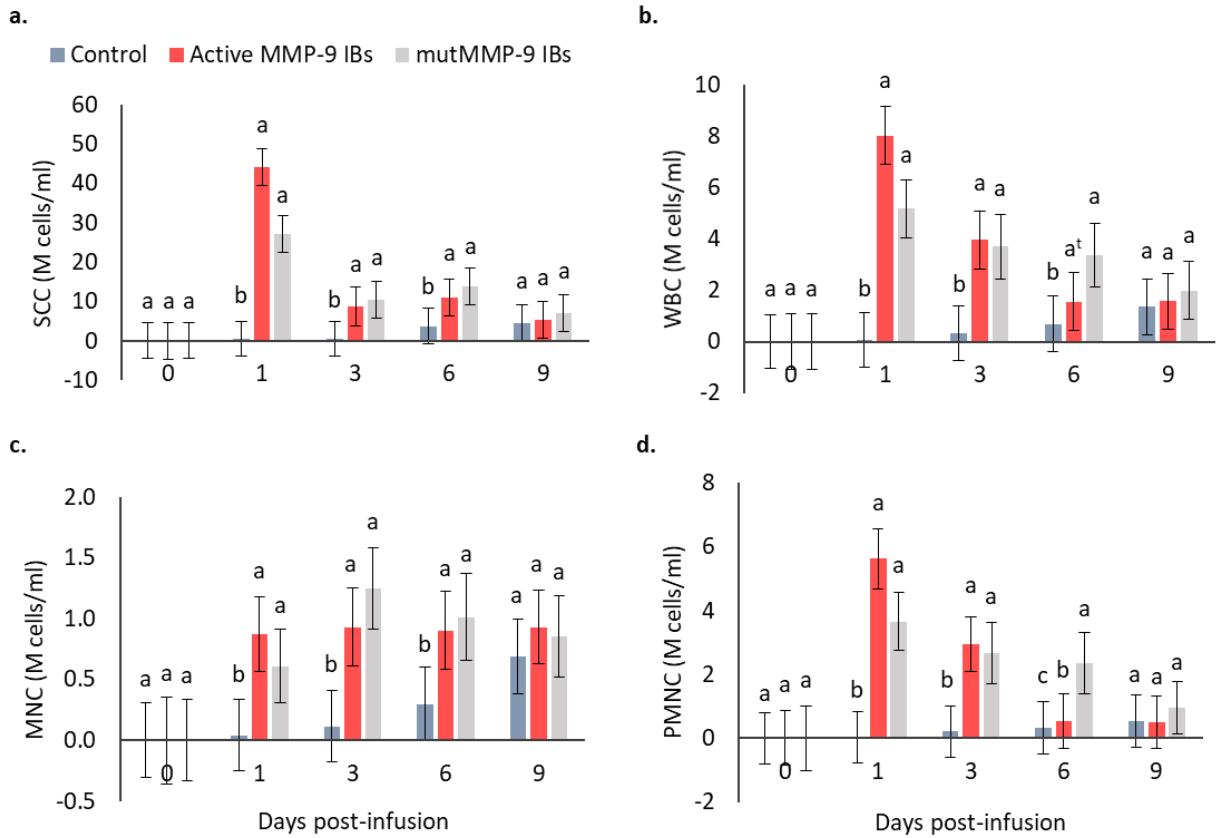 a.
Control Active MMP-9 IBs mutMMP-9 IBs
SCC (M cells/ml)
60
50
40
30
20
10
0
-10
a a a b a a b a a b a a a a a
0 1 3 6 9
b.
WBC (M cells/ml)
10
8
6
4
2
0
-2
a a a b a a b a a b aᵗ a a a a
0 1 3 6 9
c.
MNC (M cells/ml)
2.0
1.5
1.0
0.5
0.0
-0.5
a a a b a a b a a b a a a a a
0 1 3 6 9
Days post-infusion
d.
PMNC (M cells/ml)
8
6
4
2
0
-2
a a a b a a b a a c b a a a a
0 1 3 6 9
Days post-infusion